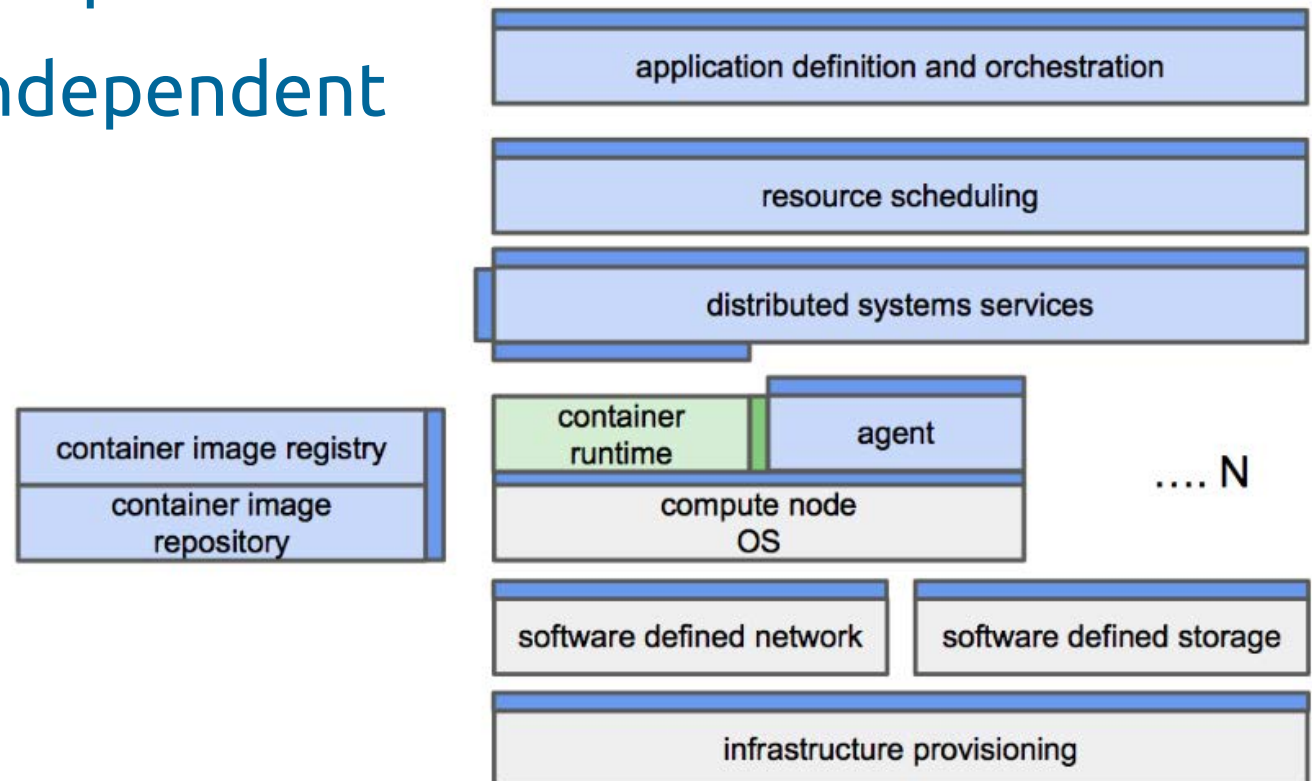 ndependent
application definition and orchestration
resource scheduling
distributed systems services
container
runtime
agent
container image registry
container image
repository
compute node
OS
.... N
software defined network
software defined storage
infrastructure provisioning